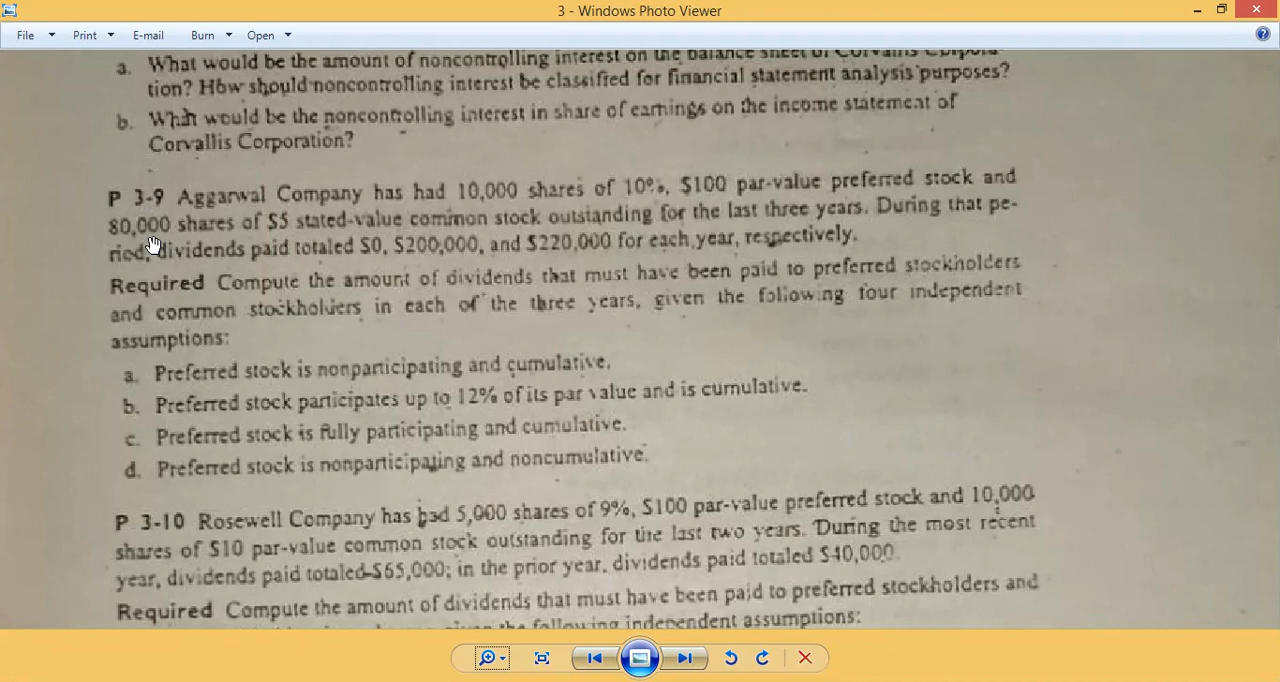 3 - Windows Photo Viewer
File Print E-mail Burn Open
a. What would be the amount of noncontrolling interest on the balance sheet of Corvallis Corpora-
tion? How should noncontrolling interest be classified for financial statement analysis purposes?
b. would be the noncontrolling interest in share of earnings on the income statement of
Corvallis Corporation?
P 3-9 Aggarwal Company has had 10,000 shares of 10%, $100 par-value preferred stock and
80,000 shares of $5 stated-value common stock outstanding for the last three years. During that pe-
riod, dividends paid totaled $0, $200,000, and $220,000 for each year, respectively.
Required Compute the amount of dividends that must have been paid to preferred stockholders
and common stockholders in each of the three years, given the following four independent
assumptions:
a. Preferred stock is nonparticipating and cumulative.
b. Preferred stock participates up to 12% of its par value and is cumulative.
c. Preferred stock is fully participating and cumulative.
d. Preferred stock is nonparticipating and noncumulative.
P 3-10 Rosewell Company has had 5,000 shares of 9%, $100 par-value preferred stock and 10,000
shares of $10 par-value common stock outstanding for the last two years. During the most recent
year, dividends paid totaled $65,000; in the prior year, dividends paid totaled $40,000.
Required Compute the amount of dividends that must have been paid to preferred stockholders and
the following independent assumptions: